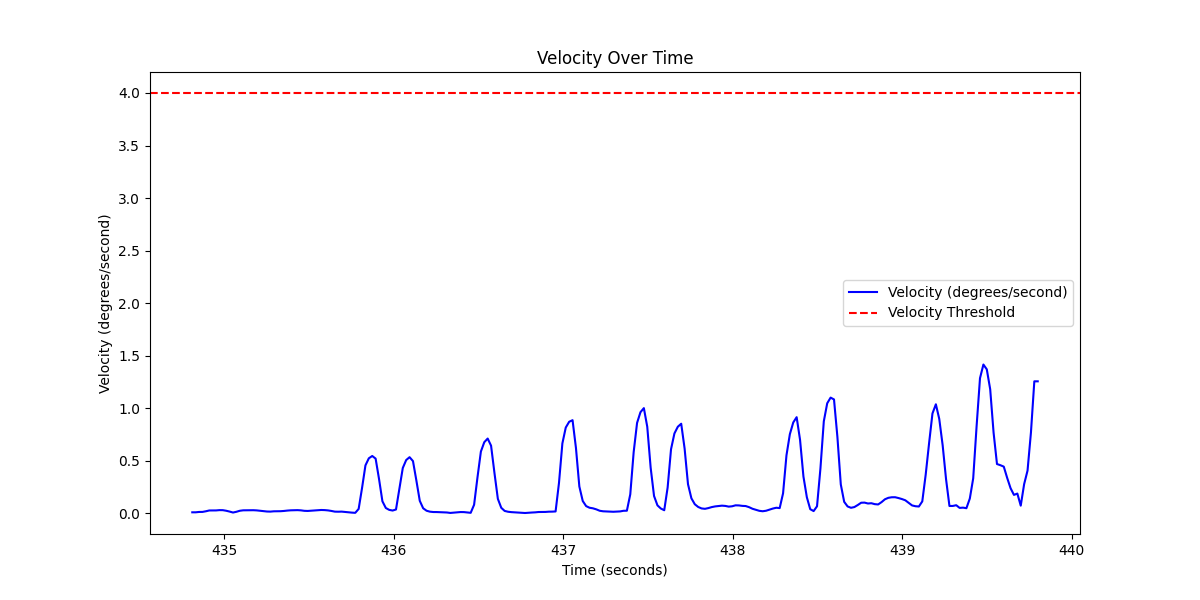 Velocity Over Time
4.0
3.5
3.0
2.5
2.0
1.5
1.0
0.5
0.0
Velocity (degrees/second)
Velocity (degrees/second)
Velocity Threshold
435 436 437 438 439 440
Time (seconds)